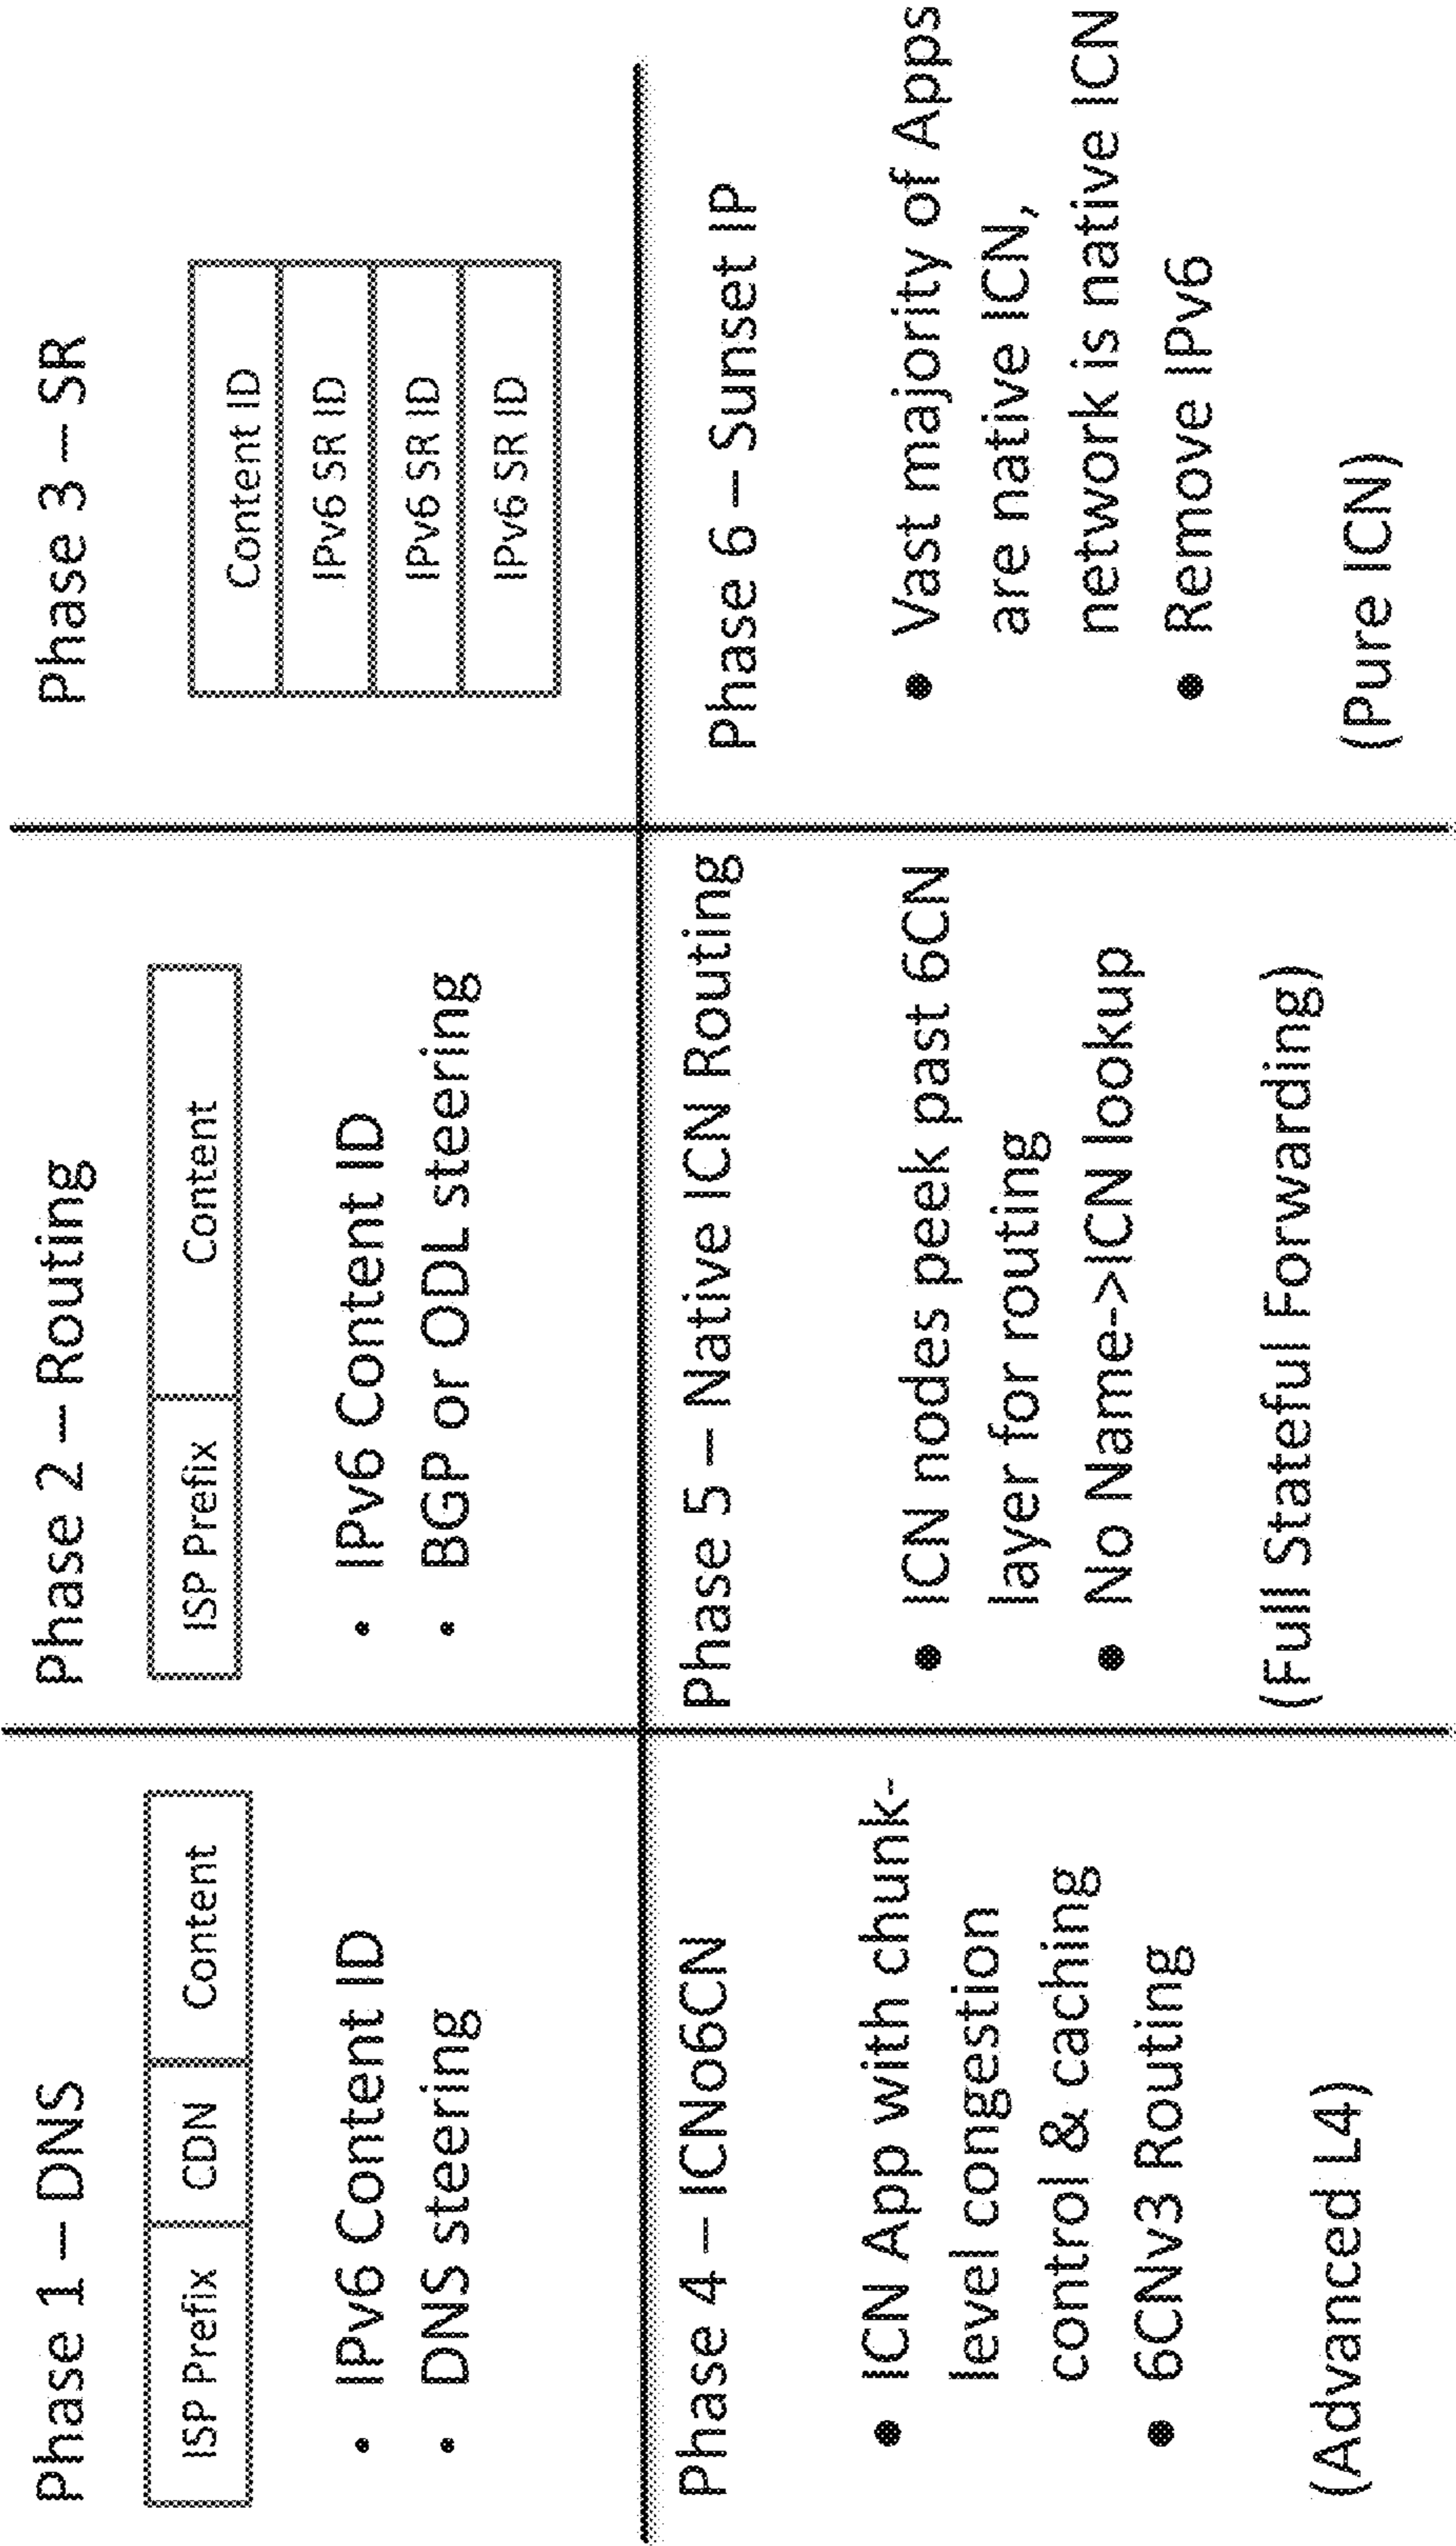 Phase 1 – DNS
ISP Prefix
CDN
Content
• IPv6 Content ID
• DNS steering
Phase 2 – Routing
ISP Prefix
Content
• IPv6 Content ID
• BGP or ODL steering
Phase 3 – SR
Content ID
IPv6 SR ID
IPv6 SR ID
IPv6 SR ID
Phase 4 – ICNo6CN
• ICN App with chunk-
level congestion
control & caching
• 6CNv3 Routing
(Advanced L4)
Phase 5 – Native ICN Routing
• ICN nodes peek past 6CN
layer for routing
• No Name->ICN lookup
(Full Stateful Forwarding)
Phase 6 – Sunset IP
• Vast majority of Apps
are native ICN,
network is native ICN
• Remove IPv6
(Pure ICN)